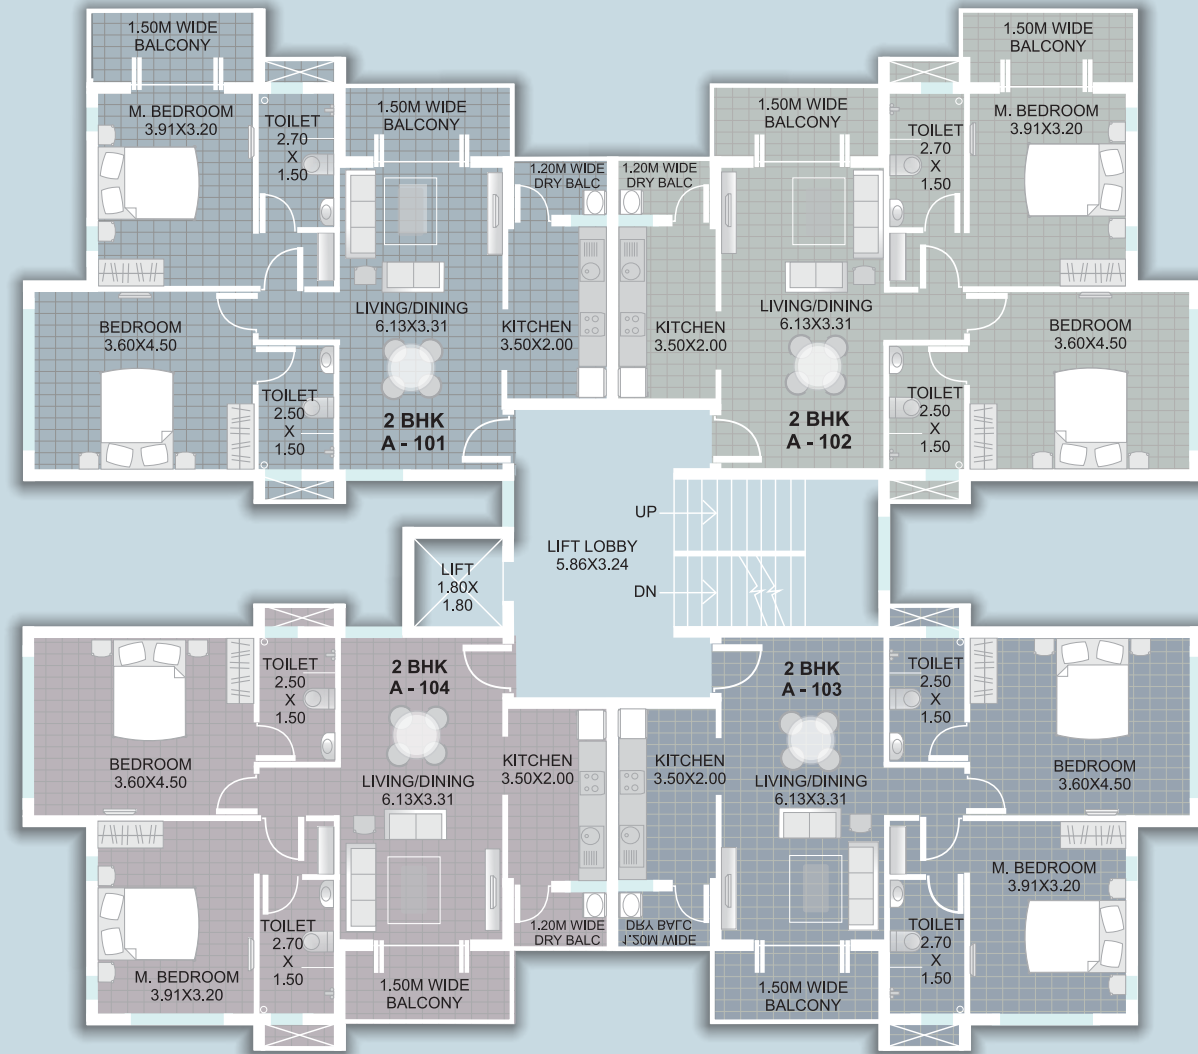 1.50M WIDE
BALCONY
M. BEDROOM
3.91X3.20
TOILET
2.70
X
1.50
1.50M WIDE
BALCONY
1.20M WIDE
DRY BALC
BEDROOM
3.60X4.50
LIVING/DINING
6.13X3.31
KITCHEN
3.50X2.00
TOILET
2.50
X
1.50
2 BHK
A - 101
1.50M WIDE
BALCONY
1.50M WIDE
BALCONY
TOILET
2.70
X
1.50
M. BEDROOM
3.91X3.20
1.20M WIDE
DRY BALC
KITCHEN
3.50X2.00
LIVING/DINING
6.13X3.31
BEDROOM
3.60X4.50
2 BHK
A - 102
TOILET
2.50
X
1.50
UP
LIFT LOBBY
5.86X3.24
DN
LIFT
1.80X
1.80
TOILET
2.50
X
1.50
2 BHK
A - 104
BEDROOM
3.60X4.50
LIVING/DINING
6.13X3.31
KITCHEN
3.50X2.00
M. BEDROOM
3.91X3.20
TOILET
2.70
X
1.50
1.20M WIDE
DRY BALC
1.50M WIDE
BALCONY
2 BHK
A - 103
TOILET
2.50
X
1.50
KITCHEN
3.50X2.00
LIVING/DINING
6.13X3.31
BEDROOM
3.60X4.50
M. BEDROOM
3.91X3.20
1.20M WIDE
DRY BALC
TOILET
2.70
X
1.50
1.50M WIDE
BALCONY